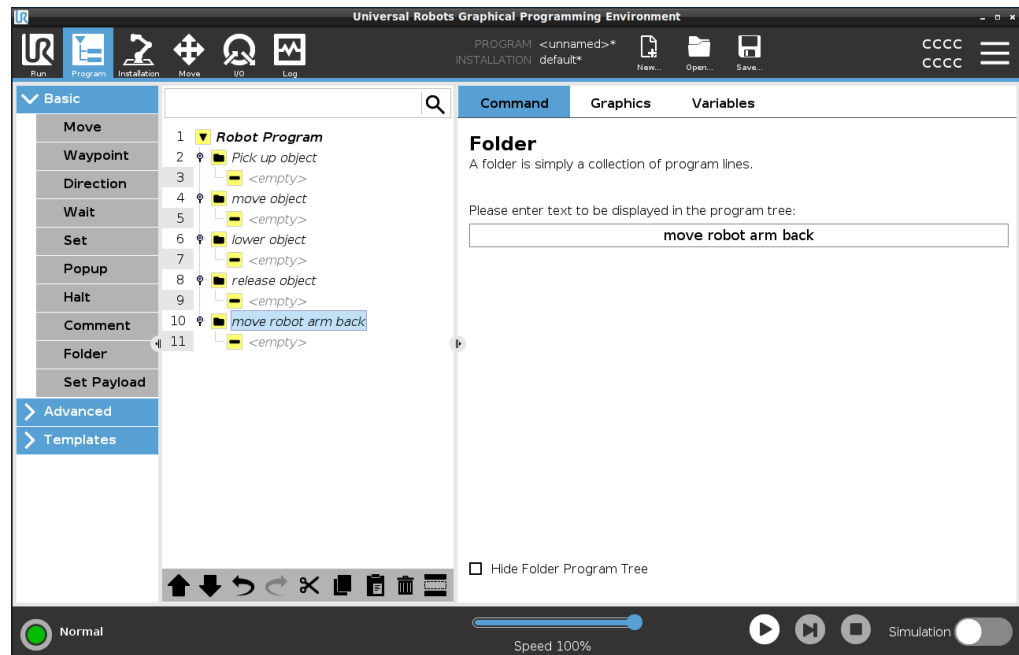 Universal Robots Graphical Programming Environment
UR
Run
Program
Installation
Move
I/O
Log
PROGRAM <unnamed>*
INSTALLATION default*
New...
Open...
Save...
CCCC
CCCC
Basic
Move
Waypoint
Direction
Wait
Set
Popup
Halt
Comment
Folder
Set Payload
Advanced
Templates
1 Robot Program
2 Pick up object
3 <empty>
4 move object
5 <empty>
6 lower object
7 <empty>
8 release object
9 <empty>
10 move robot arm back
11 <empty>
Command Graphics Variables
Folder
A folder is simply a collection of program lines.
Please enter text to be displayed in the program tree:
move robot arm back
Hide Folder Program Tree
Normal
Speed 100%
Simulation